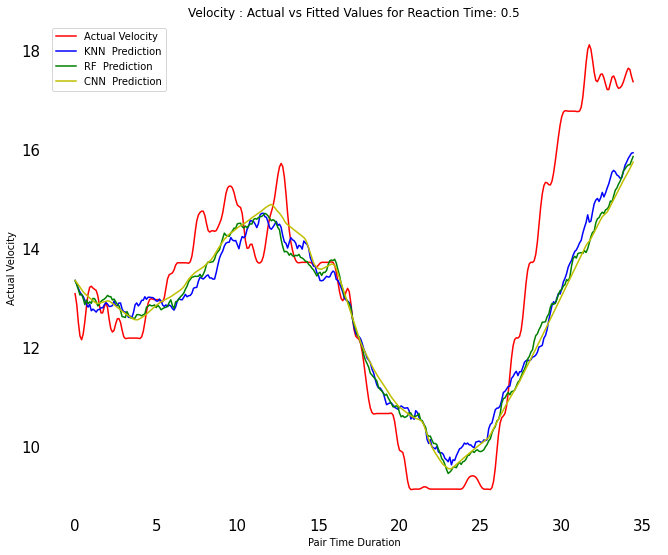 Velocity : Actual vs Fitted Values for Reaction Time: 0.5
Actual Velocity
KNN  Prediction
RF  Prediction
CNN  Prediction
18
16
14
12
10
Actual Velocity
0 5 10 15 20 25 30 35
Pair Time Duration